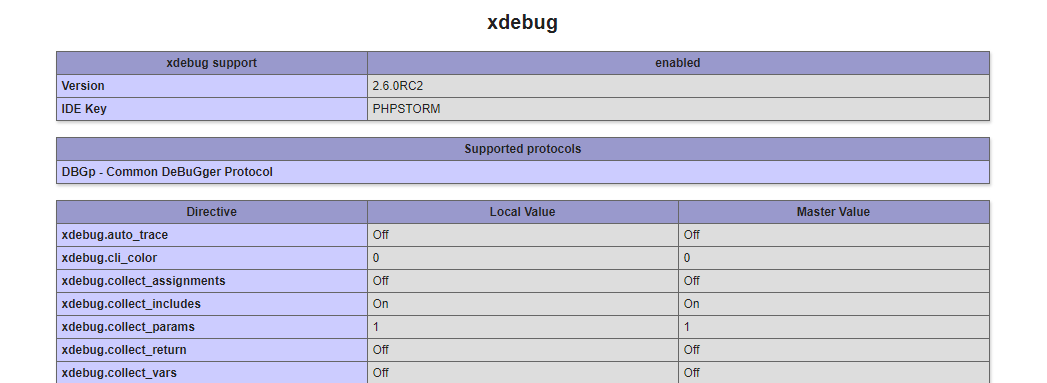 xdebug
xdebug support enabled
Version 2.6.0RC2
IDE Key PHPSTORM
Supported protocols
DBGp - Common DeBuGger Protocol
Directive Local Value Master Value
xdebug.auto_trace Off Off
xdebug.cli_color 0 0
xdebug.collect_assignments Off Off
xdebug.collect_includes On On
xdebug.collect_params 1 1
xdebug.collect_return Off Off
xdebug.collect_vars Off Off